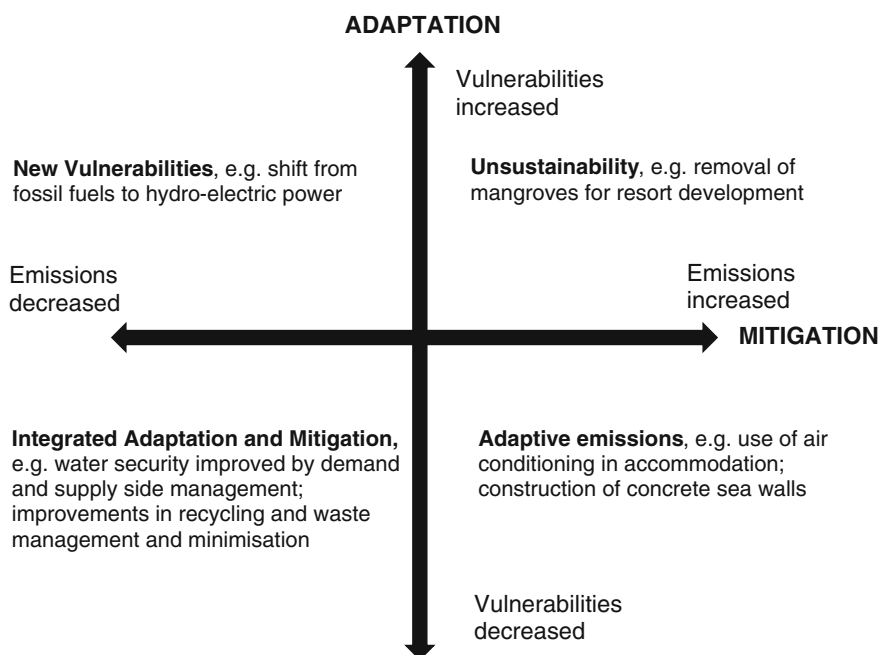 ADAPTATION
Vulnerabilities
increased
New Vulnerabilities, e.g. shift from
fossil fuels to hydro-electric power
Unsustainability, e.g. removal of
mangroves for resort development
Emissions
decreased
Emissions
increased
MITIGATION
Integrated Adaptation and Mitigation,
e.g. water security improved by demand
and supply side management;
improvements in recycling and waste
management and minimisation
Adaptive emissions, e.g. use of air
conditioning in accommodation;
construction of concrete sea walls
Vulnerabilities
decreased